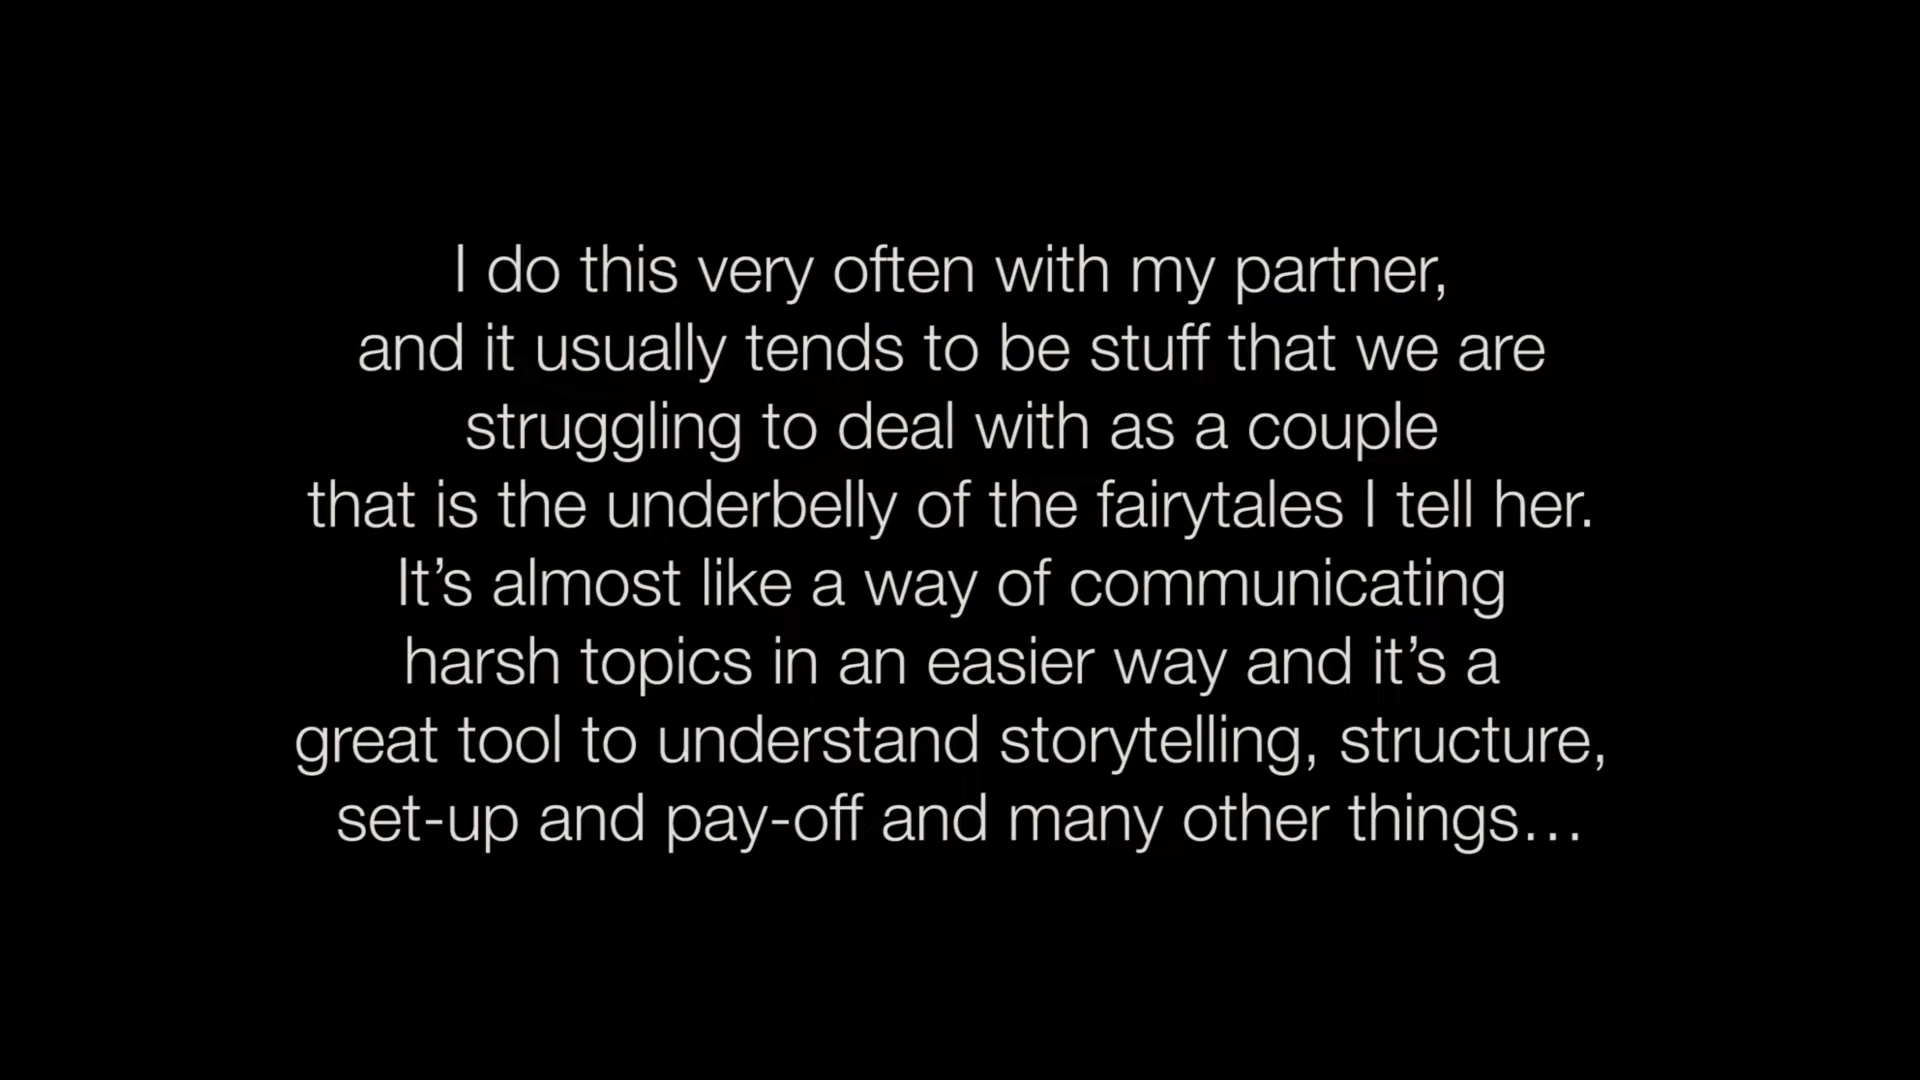 I do this very often with my partner,
and it usually tends to be stuff that we are
struggling to deal with as a couple
that is the underbelly of the fairytales I tell her.
It’s almost like a way of communicating
harsh topics in an easier way and it’s a
great tool to understand storytelling, structure,
set-up and pay-off and many other things…